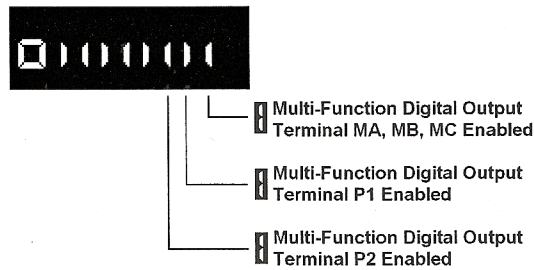 Multi-Function Digital Output
Terminal MA, MB, MC Enabled
Multi-Function Digital Output
Terminal P1 Enabled
Multi-Function Digital Output
Terminal P2 Enabled